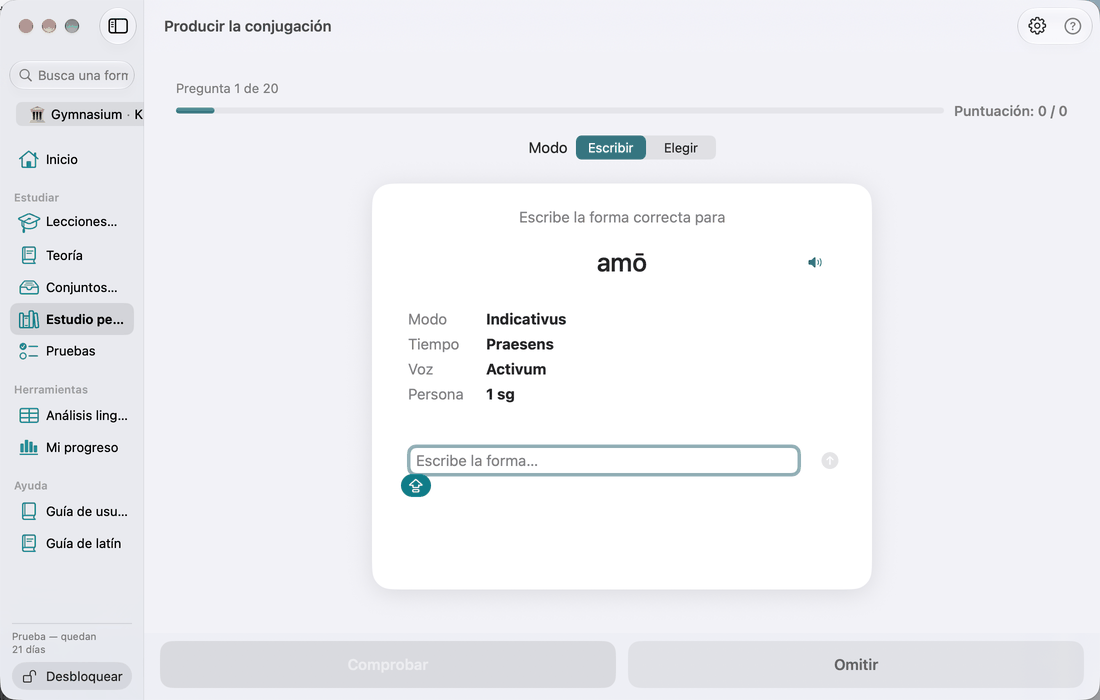 Producir la conjugación
Busca una form
Gymnasium · K
Inicio
Estudiar
Lecciones...
Teoría
Conjuntos...
Estudio pe...
Pruebas
Herramientas
Análisis ling...
Mi progreso
Ayuda
Guía de usu...
Guía de latín
Prueba — quedan
21 días
Desbloquear
Pregunta 1 de 20
Puntuación: 0 / 0
Modo Escribir Elegir
Escribe la forma correcta para
amō
Modo Indicativus
Tiempo Praesens
Voz Activum
Persona 1 sg
Escribe la forma...
Comprobar
Omitir